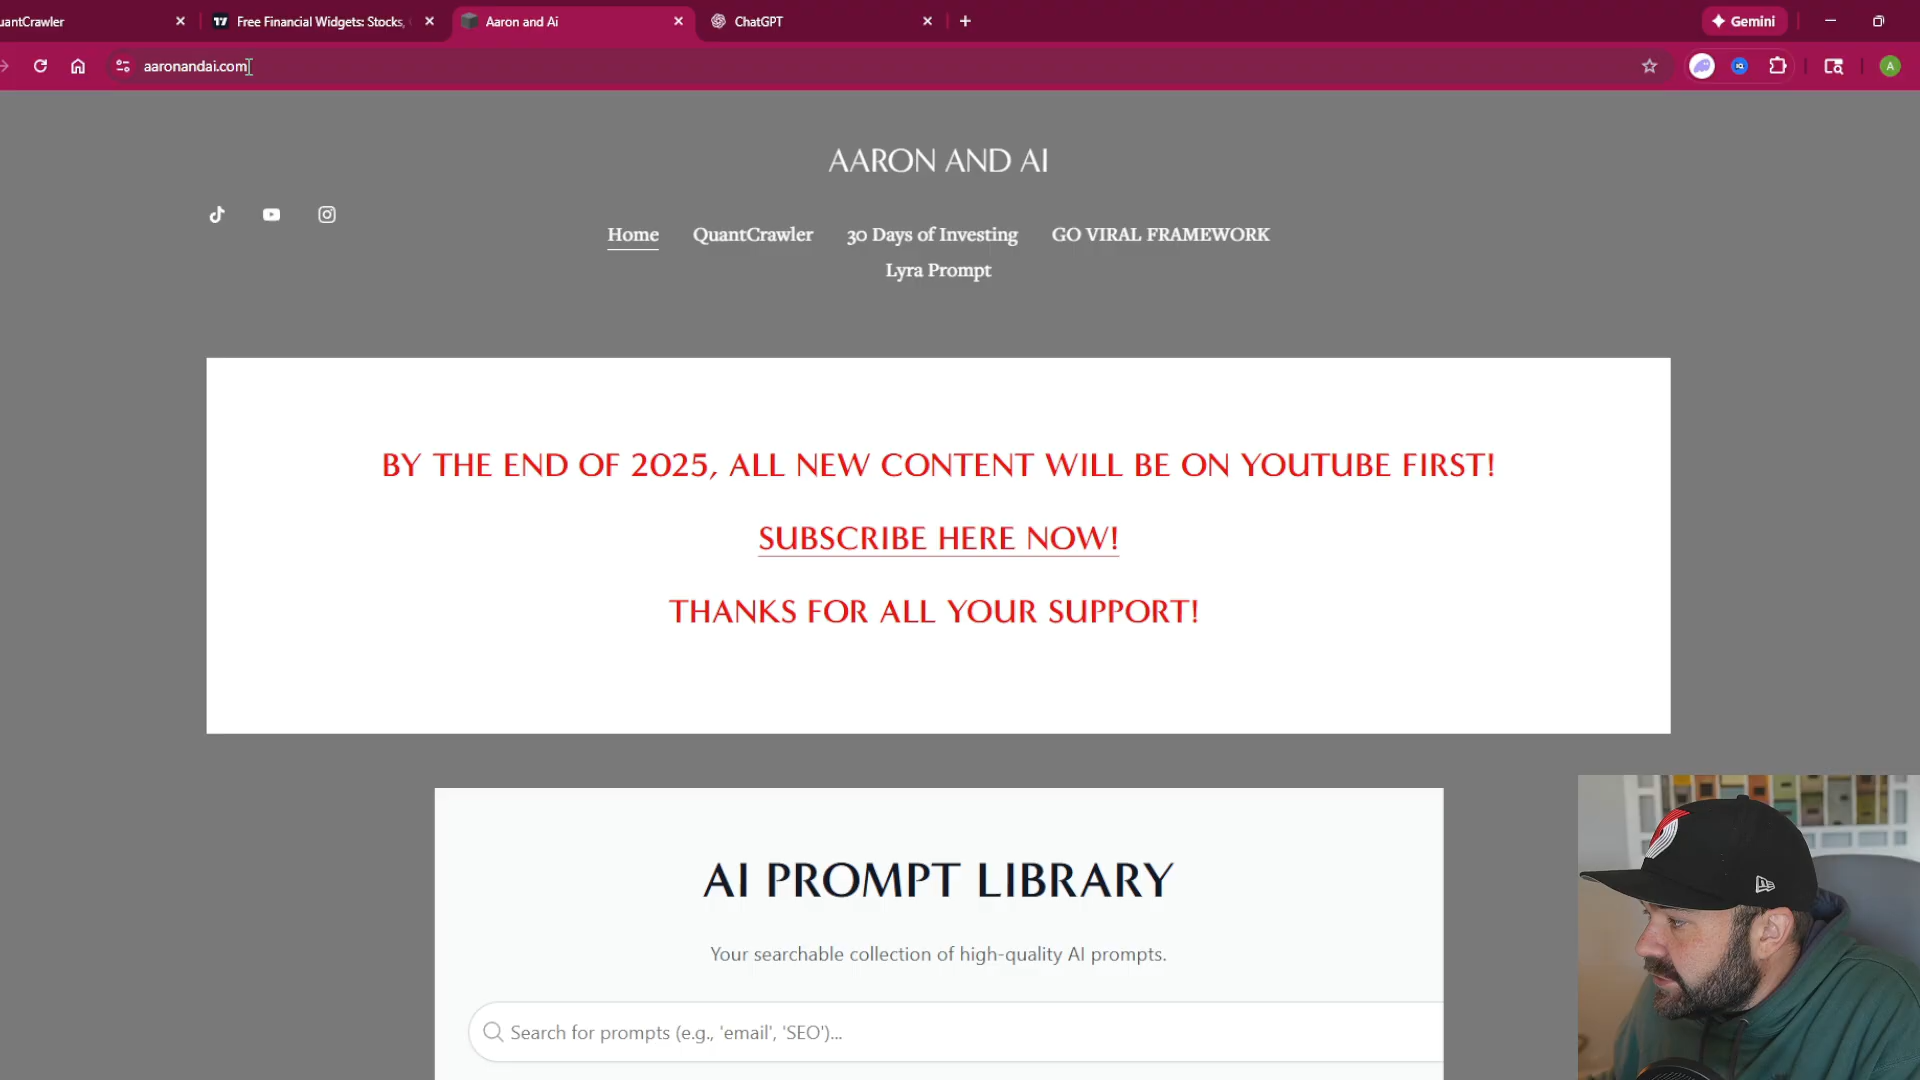 uantCrawler
Free Financial Widgets: Stocks,
Aaron and Ai
ChatGPT
Gemini
aaronandai.com
A
AARON AND AI
Home
QuantCrawler
30 Days of Investing
GO VIRAL FRAMEWORK
Lyra Prompt
BY THE END OF 2025, ALL NEW CONTENT WILL BE ON YOUTUBE FIRST!
SUBSCRIBE HERE NOW!
THANKS FOR ALL YOUR SUPPORT!
AI PROMPT LIBRARY
Your searchable collection of high-quality AI prompts.
Search for prompts (e.g., 'email', 'SEO')...